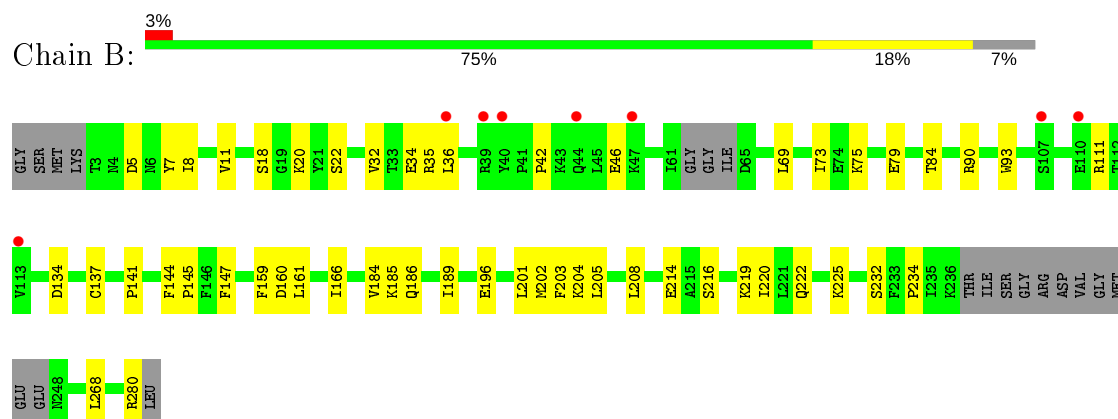 3%
Chain B:
75% 18% 7%
GLY SER MET LYS T3 N4 D5 N6 Y7 I8 V11 S18 G19 K20 Y21 S22 V32 T33 E34 R35 L36 R39 Y40 P41 P42 K43 Q44 L45 E46 K47 I61 GLY GLY ILE D65 L69 I73 E74 K75 E79 T84 R90 W93 S107 E110 R111 T112
V113 D134 C137 P141 F144 P145 F146 F147 F159 D160 L161 I166 V184 K185 Q186 I189 E196 L201 M202 F203 K204 L205 L208 E214 A215 S216 K219 I220 L221 Q222 K225 S232 F233 P234 I235 K236 THR ILE SER GLY ARG ASP VAL GLY MET
GLU GLU N248 L268 R280 LEU